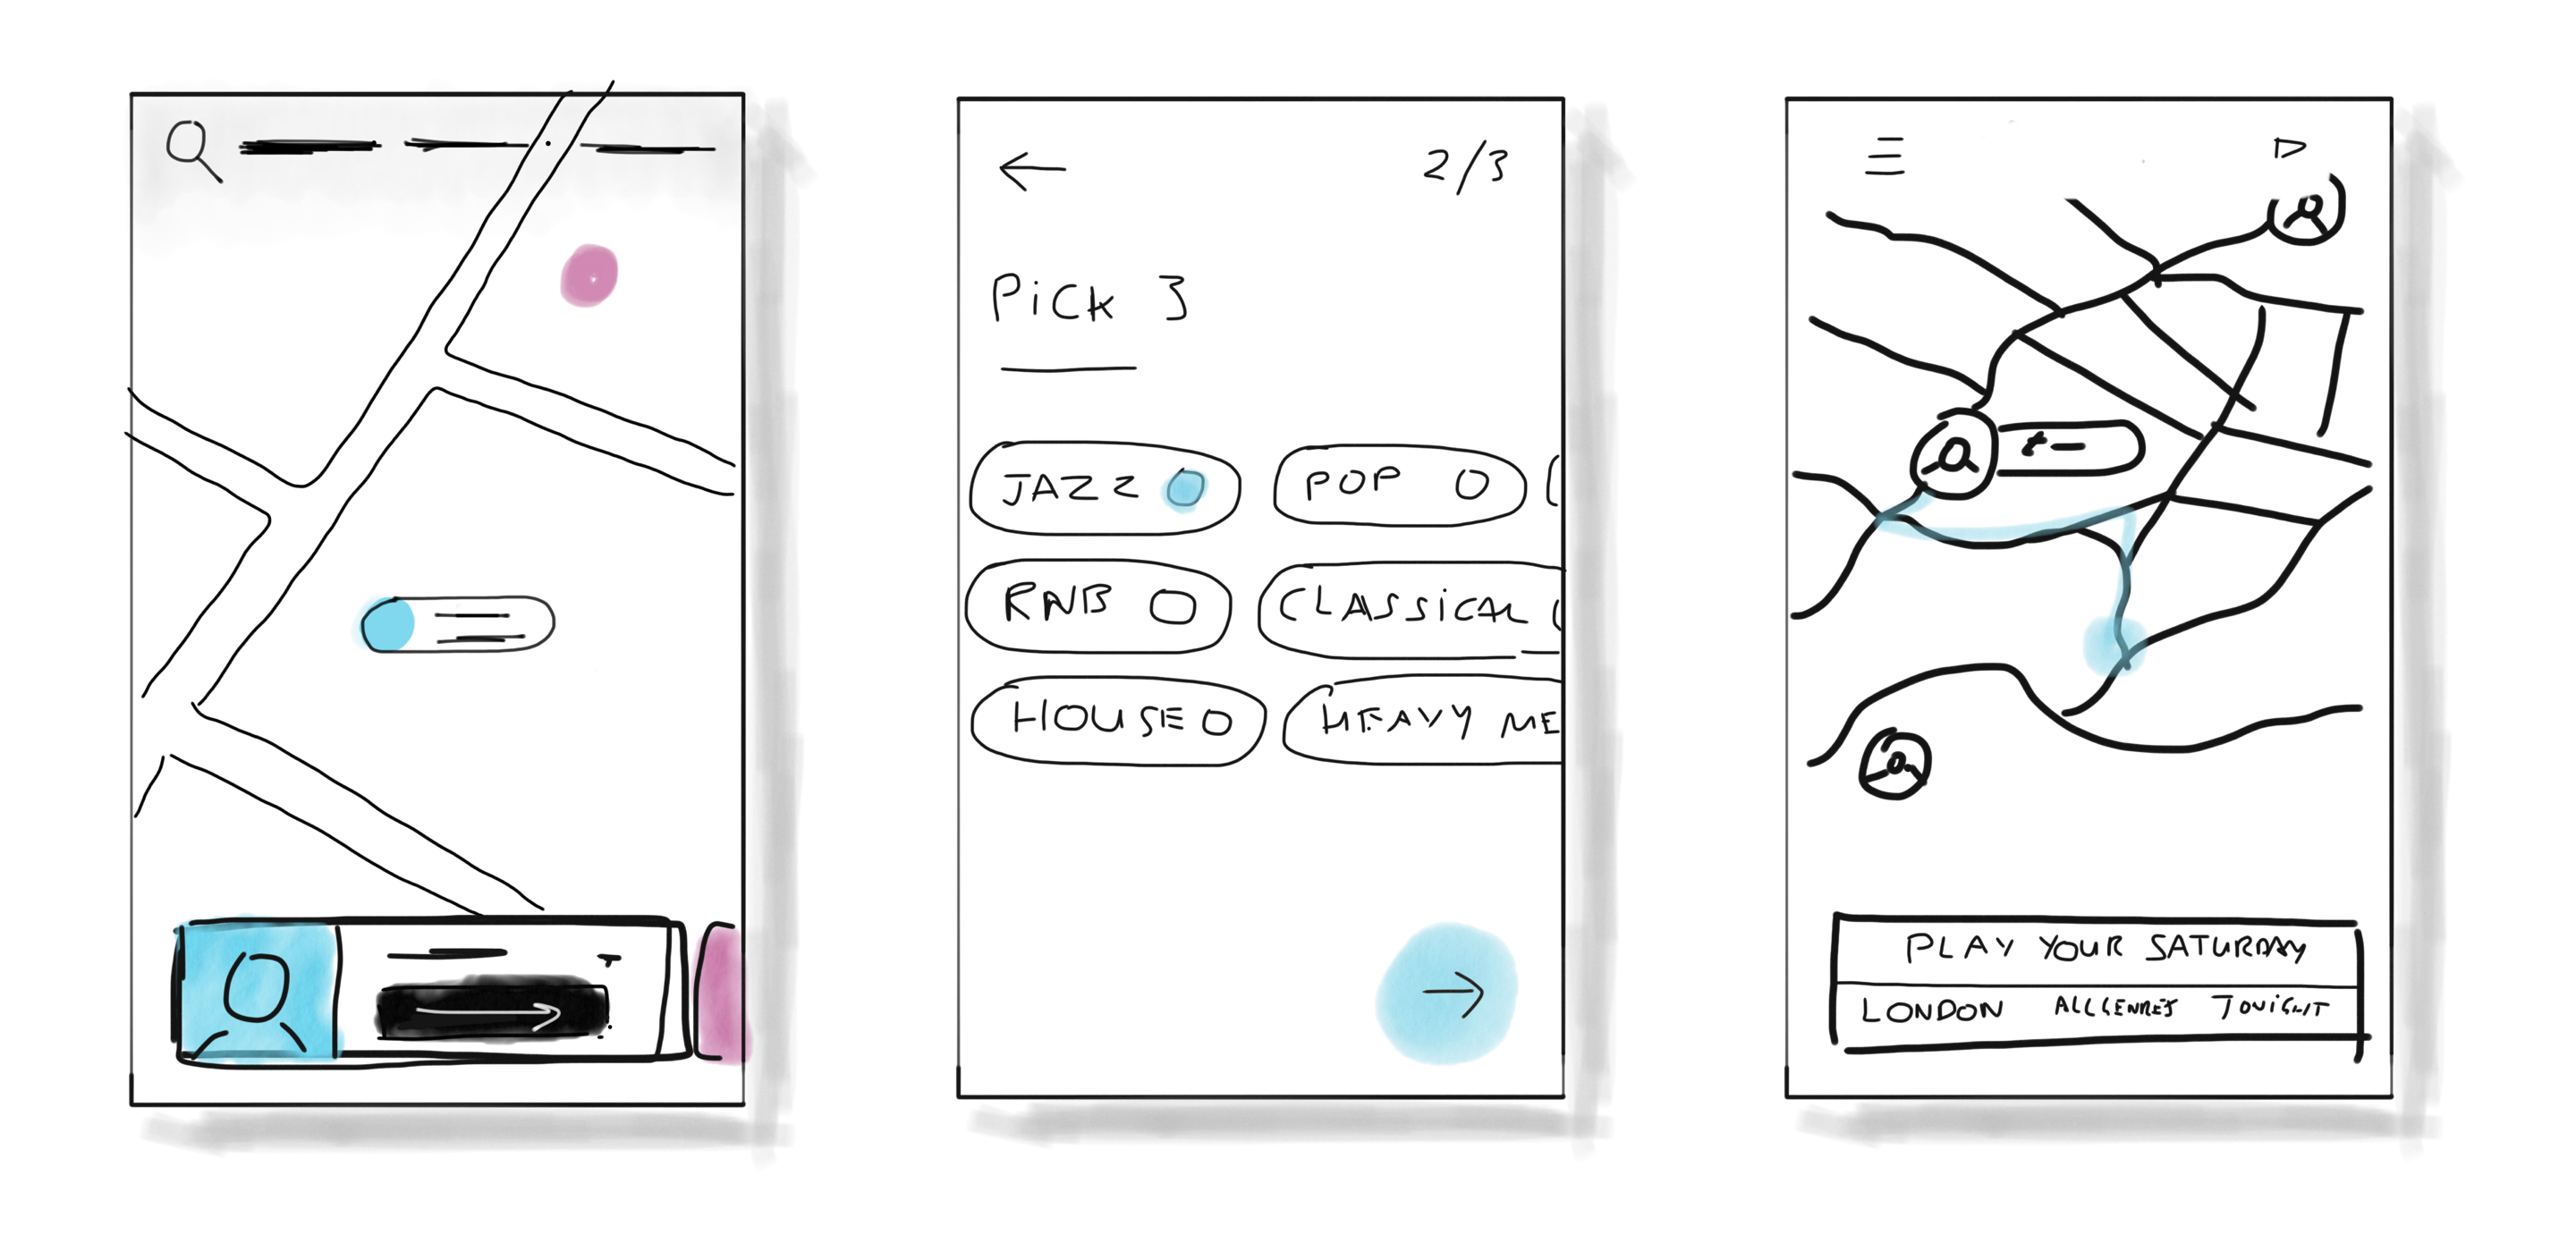 2/3
PiCK 3
JAZZ
POP
RNB
CLASSiCAL
HOUSE
HEAVY ME
PLAY YOUR SATURDAY
LONDON ALL GENRES TONiGHT